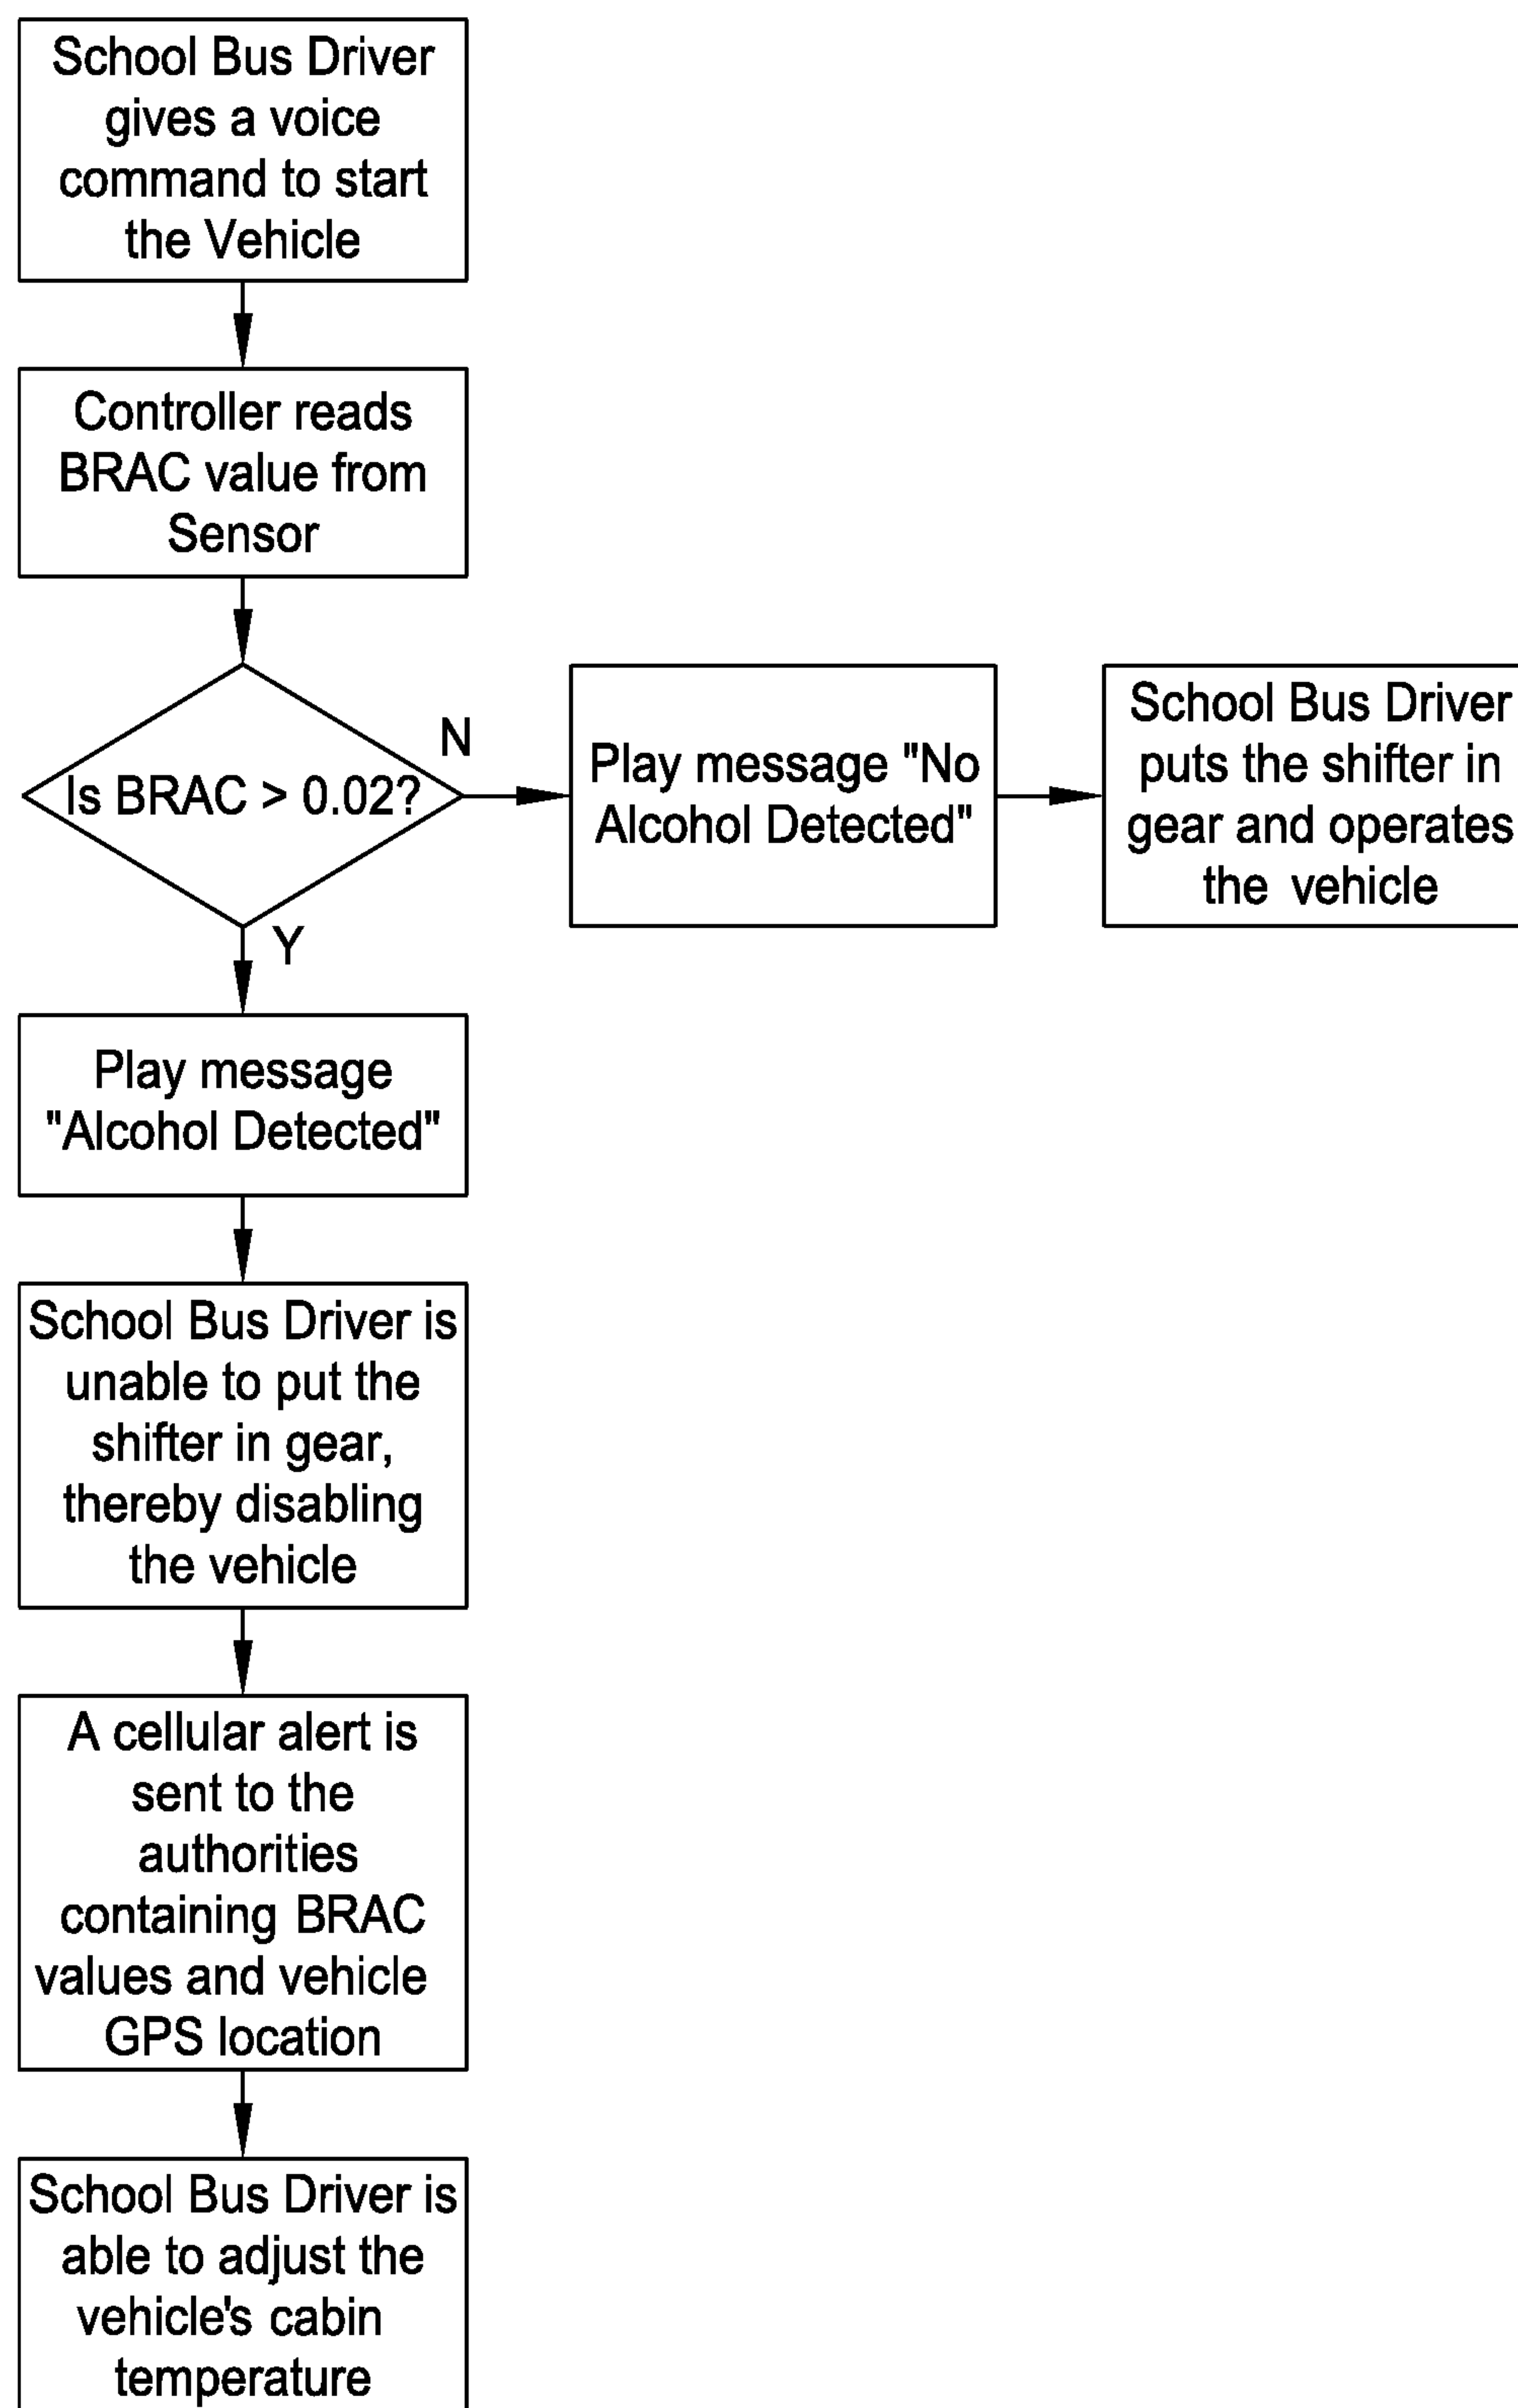 School Bus Driver
gives a voice
command to start
the Vehicle
Controller reads
BRAC value from
Sensor
Is BRAC > 0.02?
N
Play message "No
Alcohol Detected"
School Bus Driver
puts the shifter in
gear and operates
the vehicle
Y
Play message
"Alcohol Detected"
School Bus Driver is
unable to put the
shifter in gear,
thereby disabling
the vehicle
A cellular alert is
sent to the
authorities
containing BRAC
values and vehicle
GPS location
School Bus Driver is
able to adjust the
vehicle's cabin
temperature